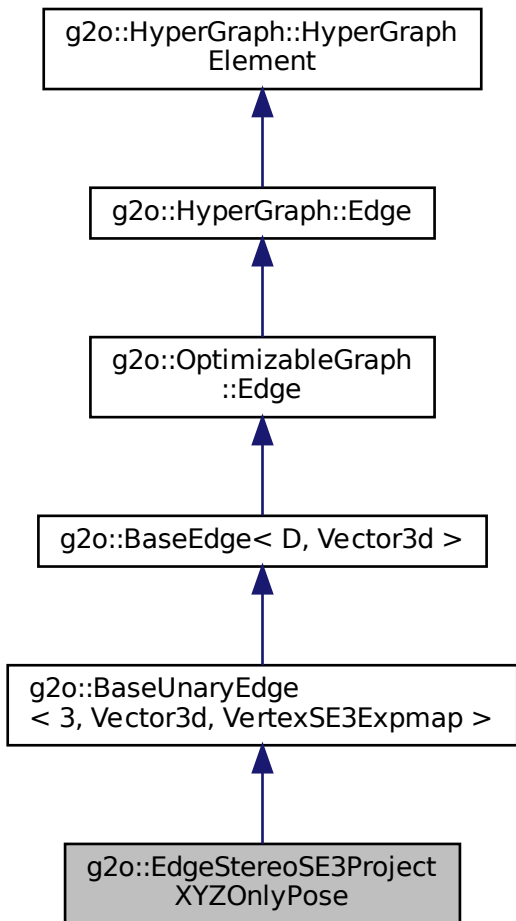 g2o::HyperGraph::HyperGraph
Element
g2o::HyperGraph::Edge
g2o::OptimizableGraph
::Edge
g2o::BaseEdge< D, Vector3d >
g2o::BaseUnaryEdge
< 3, Vector3d, VertexSE3Expmap >
g2o::EdgeStereoSE3Project
XYZOnlyPose